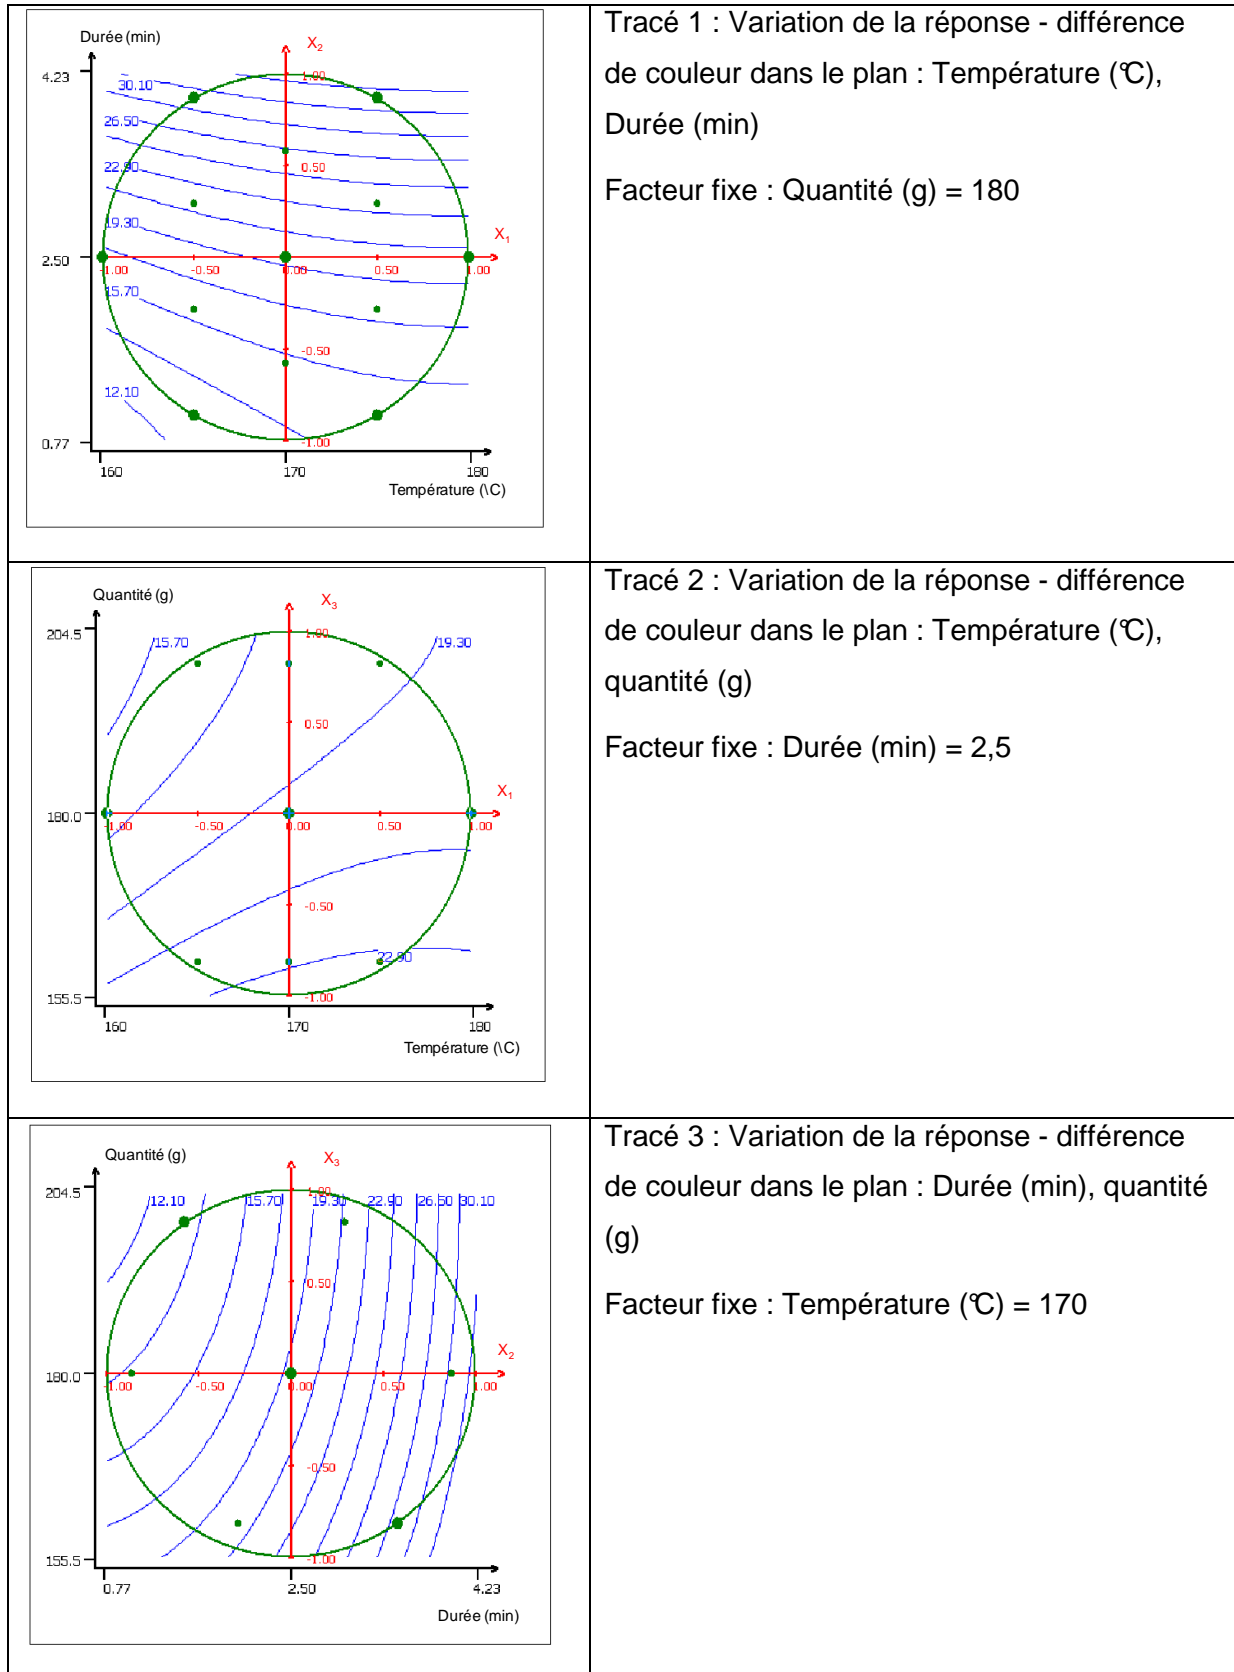 Durée (min)
X2
4.23
1.00
30.10
26.50
22.90
0.50
19.30
X1
2.50
-1.00
-0.50
0.00
0.50
1.00
15.70
-0.50
12.10
0.77
-1.00
160
170
180
Température (\C)
Tracé 1 : Variation de la réponse - différence
de couleur dans le plan : Température (°C),
Durée (min)
Facteur fixe : Quantité (g) = 180
Quantité (g)
X3
204.5
1.00
15.70
19.30
0.50
X1
180.0
-1.00
-0.50
0.00
0.50
1.00
-0.50
22.90
155.5
-1.00
160
170
180
Température (\C)
Tracé 2 : Variation de la réponse - différence
de couleur dans le plan : Température (°C),
quantité (g)
Facteur fixe : Durée (min) = 2,5
Quantité (g)
X3
204.5
1.00
12.10
15.70
19.30
22.90
26.50
30.10
0.50
X2
180.0
-1.00
-0.50
0.00
0.50
1.00
-0.50
155.5
-1.00
0.77
2.50
4.23
Durée (min)
Tracé 3 : Variation de la réponse - différence
de couleur dans le plan : Durée (min), quantité
(g)
Facteur fixe : Température (°C) = 170